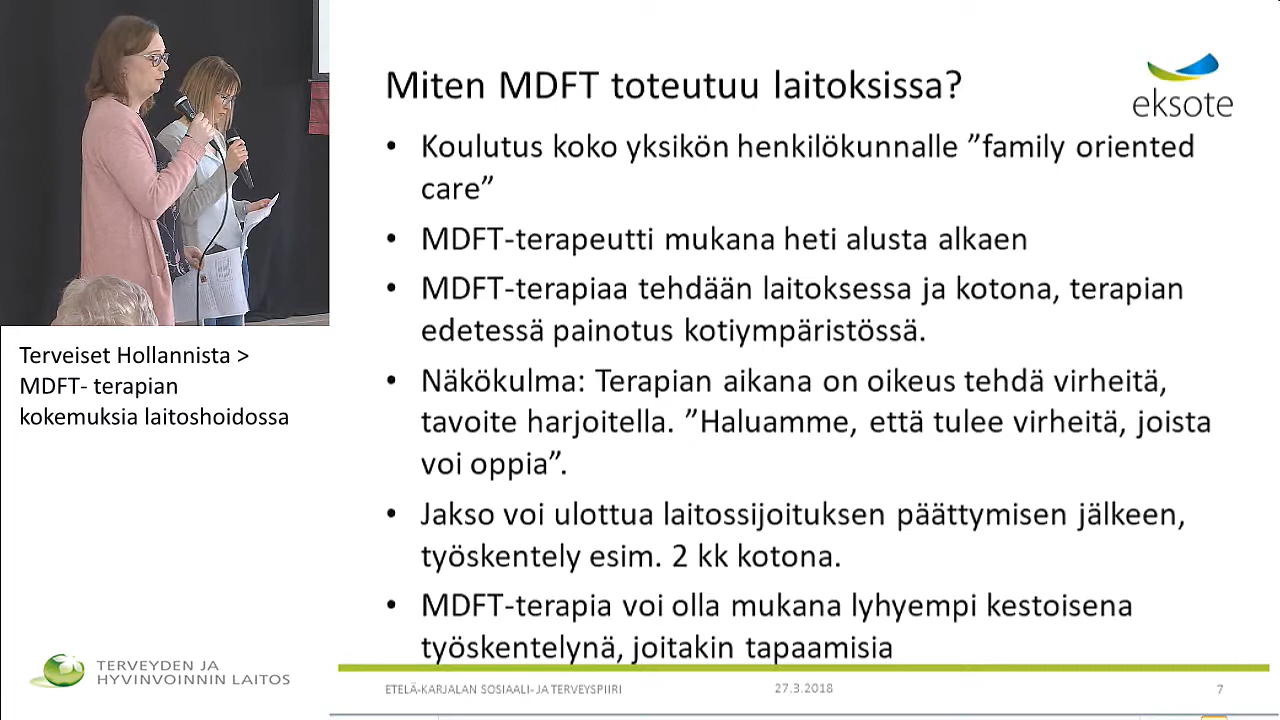 Miten MDFT toteutuu laitoksissa?
eksote
• Koulutus koko yksikön henkilökunnalle ”family oriented
care”
• MDFT-terapeutti mukana heti alusta alkaen
• MDFT-terapiaa tehdään laitoksessa ja kotona, terapian
edetessä painotus kotiympäristössä.
• Näkökulma: Terapian aikana on oikeus tehdä virheitä,
tavoite harjoitella. ”Haluamme, että tulee virheitä, joista
voi oppia”.
• Jakso voi ulottua laitossijoituksen päättymisen jälkeen,
työskentely esim. 2 kk kotona.
• MDFT-terapia voi olla mukana lyhyempi kestoisena
työskentelynä, joitakin tapaamisia
Terveiset Hollannista >
MDFT- terapian
kokemuksia laitoshoidossa
TERVEYDEN JA
HYVINVOINNIN LAITOS
ETELÄ-KARJALAN SOSIAALI- JA TERVEYSPIIRI
27.3.2018
7